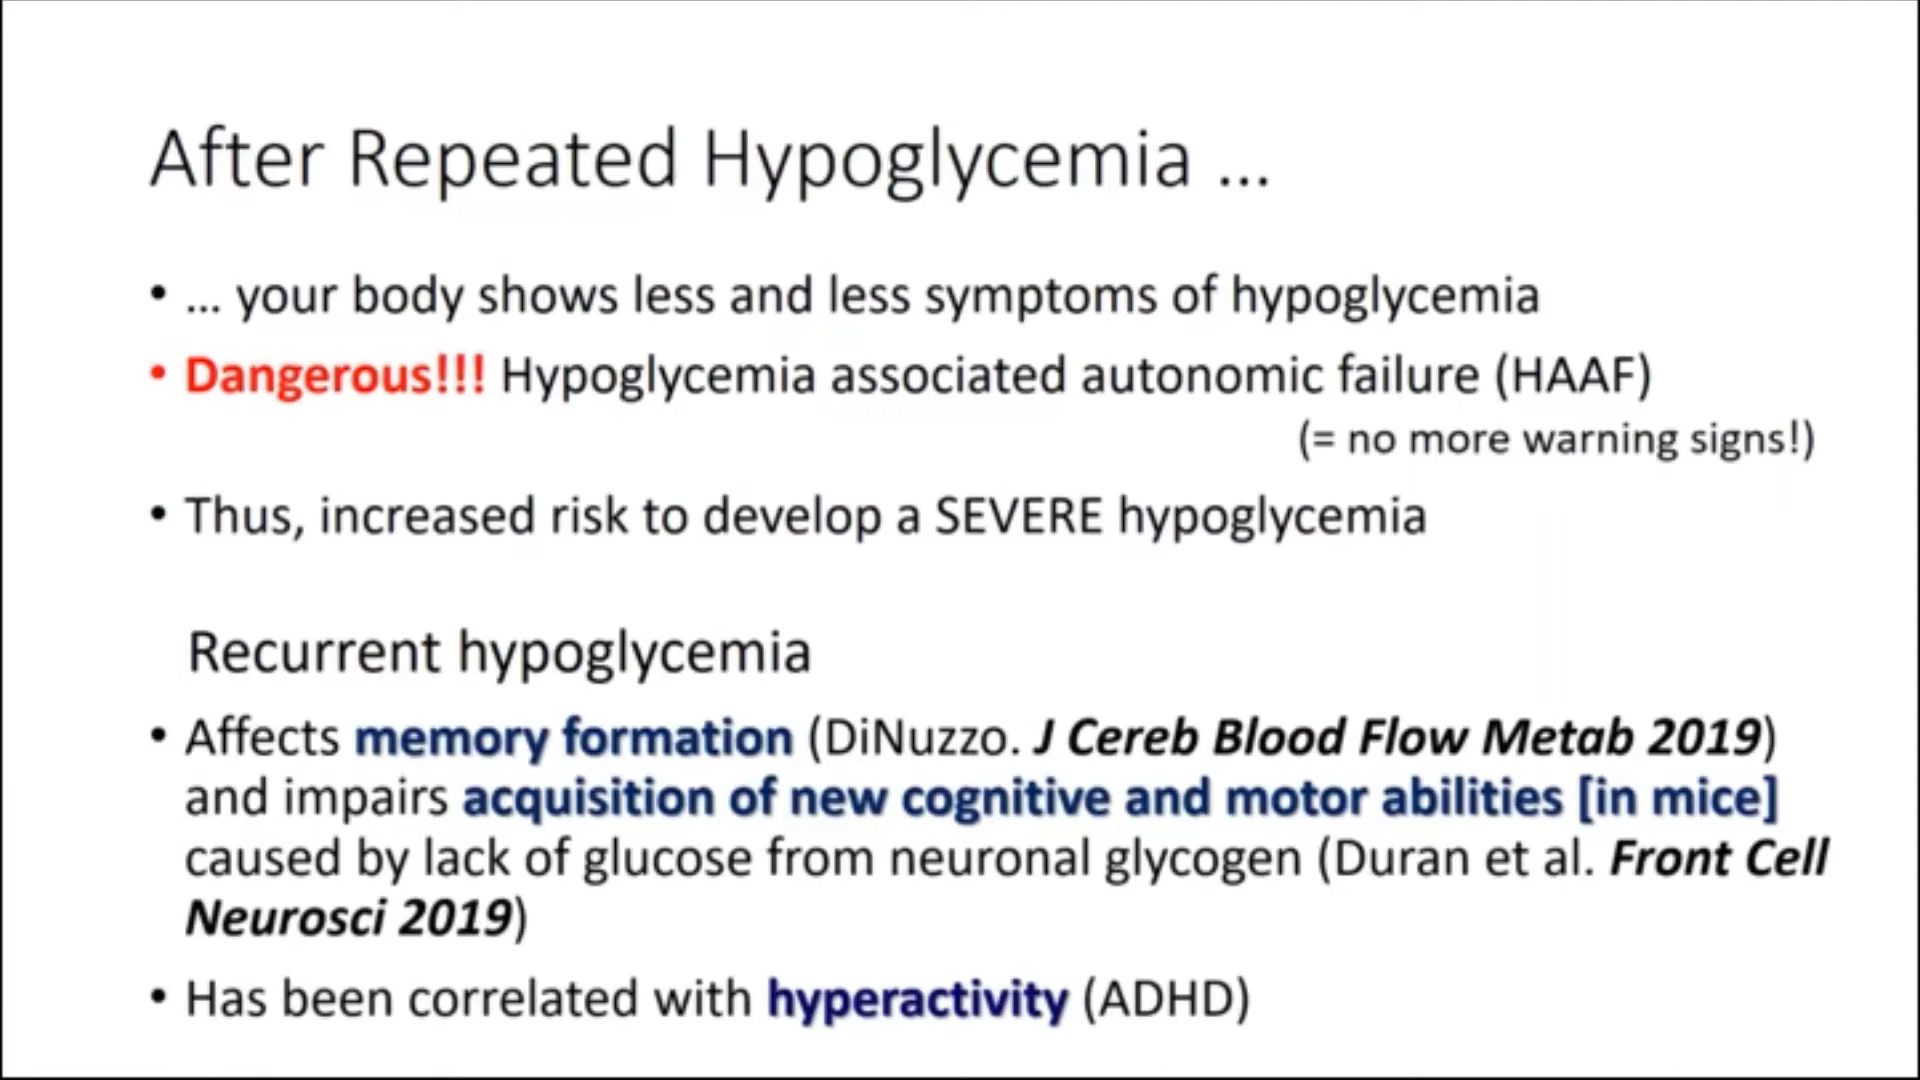 After Repeated Hypoglycemia ...
• ... your body shows less and less symptoms of hypoglycemia
• Dangerous!!! Hypoglycemia associated autonomic failure (HAAF)
(= no more warning signs!)
• Thus, increased risk to develop a SEVERE hypoglycemia
Recurrent hypoglycemia
• Affects memory formation (DiNuzzo. J Cereb Blood Flow Metab 2019)
and impairs acquisition of new cognitive and motor abilities [in mice]
caused by lack of glucose from neuronal glycogen (Duran et al. Front Cell
Neurosci 2019)
• Has been correlated with hyperactivity (ADHD)